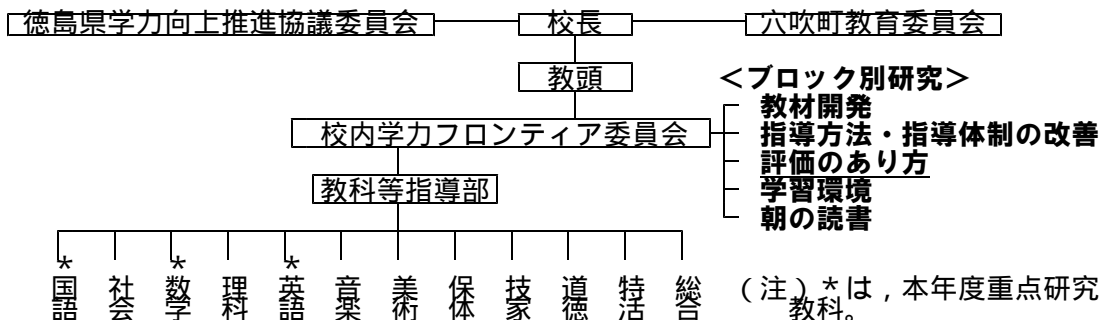 徳島県学力向上推進協議委員会
校長
穴吹町教育委員会
教頭
＜ブロック別研究＞
教材開発
校内学力フロンティア委員会
指導方法・指導体制の改善
評価のあり方
教科等指導部
学習環境
朝の読書
*国語
社会
*数学
理科
*英語
音楽
美術
保体
技家
道徳
特活
総合
（注）*は，本年度重点研究
教科。